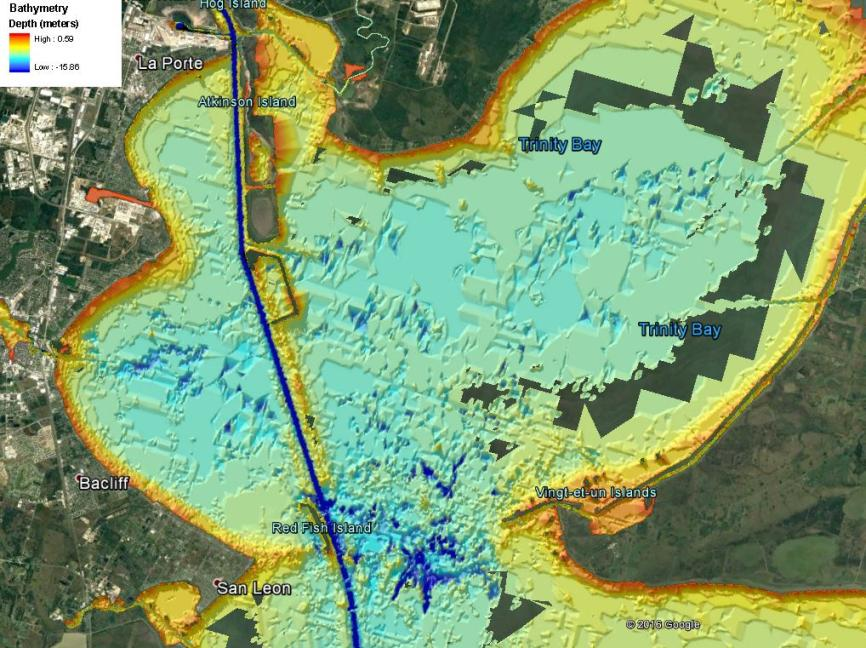 Bathymetry
Depth (meters)
High : 0.59
Low : -15.86
Hog Island
La Porte
Atkinson Island
Trinity Bay
Trinity Bay
Bacliff
Vingt-et-un Islands
Red Fish Island
San Leon
© 2016 Google